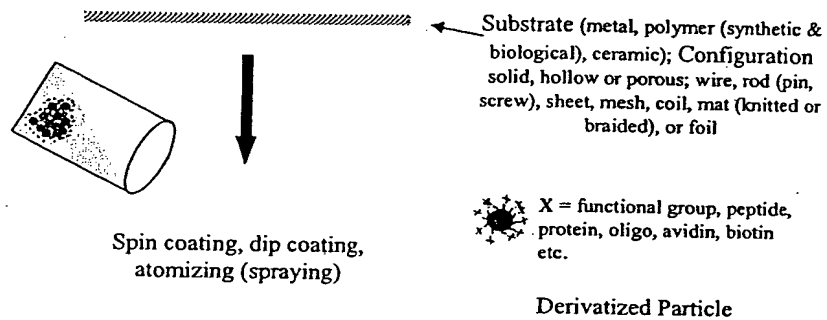 Substrate (metal, polymer (synthetic &
biological), ceramic); Configuration
solid, hollow or porous; wire, rod (pin,
screw), sheet, mesh, coil, mat (knitted or
braided), or foil
X = functional group, peptide,
protein, oligo, avidin, biotin
etc.
Spin coating, dip coating,
atomizing (spraying)
Derivatized Particle